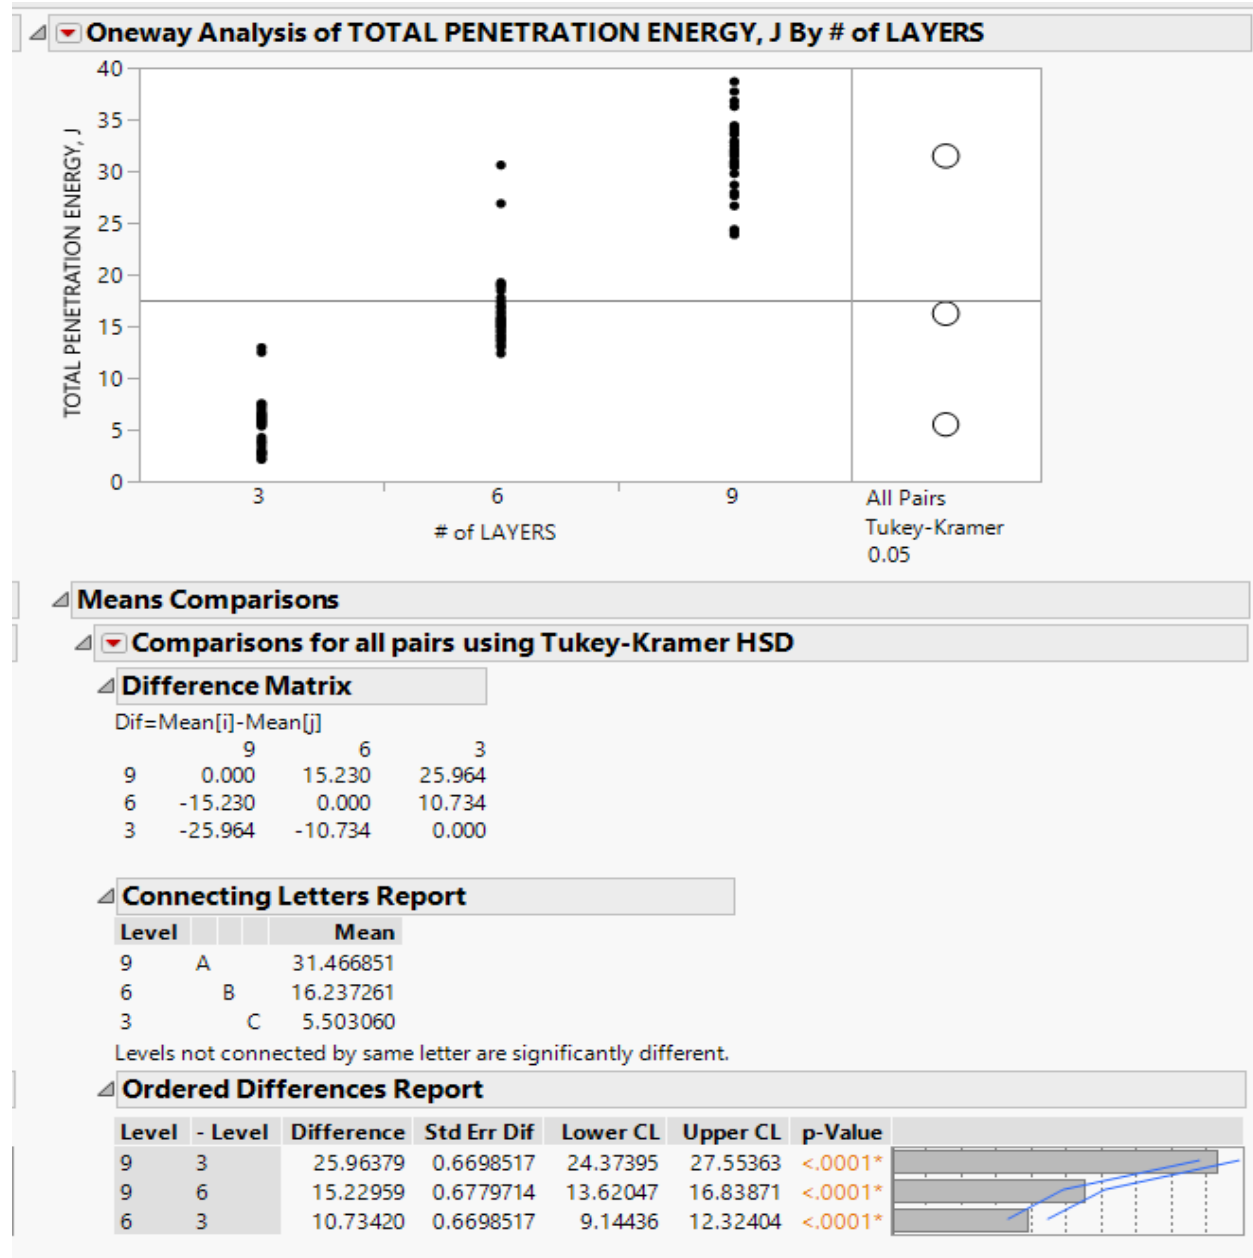 Oneway Analysis of TOTAL PENETRATION ENERGY, J By # of LAYERS
40
35
30
25
20
15
10
5
0
TOTAL PENETRATION ENERGY, J
3 6 9
# of LAYERS
All Pairs
Tukey-Kramer
0.05
Means Comparisons
Comparisons for all pairs using Tukey-Kramer HSD
Difference Matrix
Dif=Mean[i]-Mean[j]
9 6 3
9 0.000 15.230 25.964
6 -15.230 0.000 10.734
3 -25.964 -10.734 0.000
Connecting Letters Report
Level Mean
9 A 31.466851
6 B 16.237261
3 C 5.503060
Levels not connected by same letter are significantly different.
Ordered Differences Report
Level - Level Difference Std Err Dif Lower CL Upper CL p-Value
9 3 25.96379 0.6698517 24.37395 27.55363 <.0001*
9 6 15.22959 0.6779714 13.62047 16.83871 <.0001*
6 3 10.73420 0.6698517 9.14436 12.32404 <.0001*